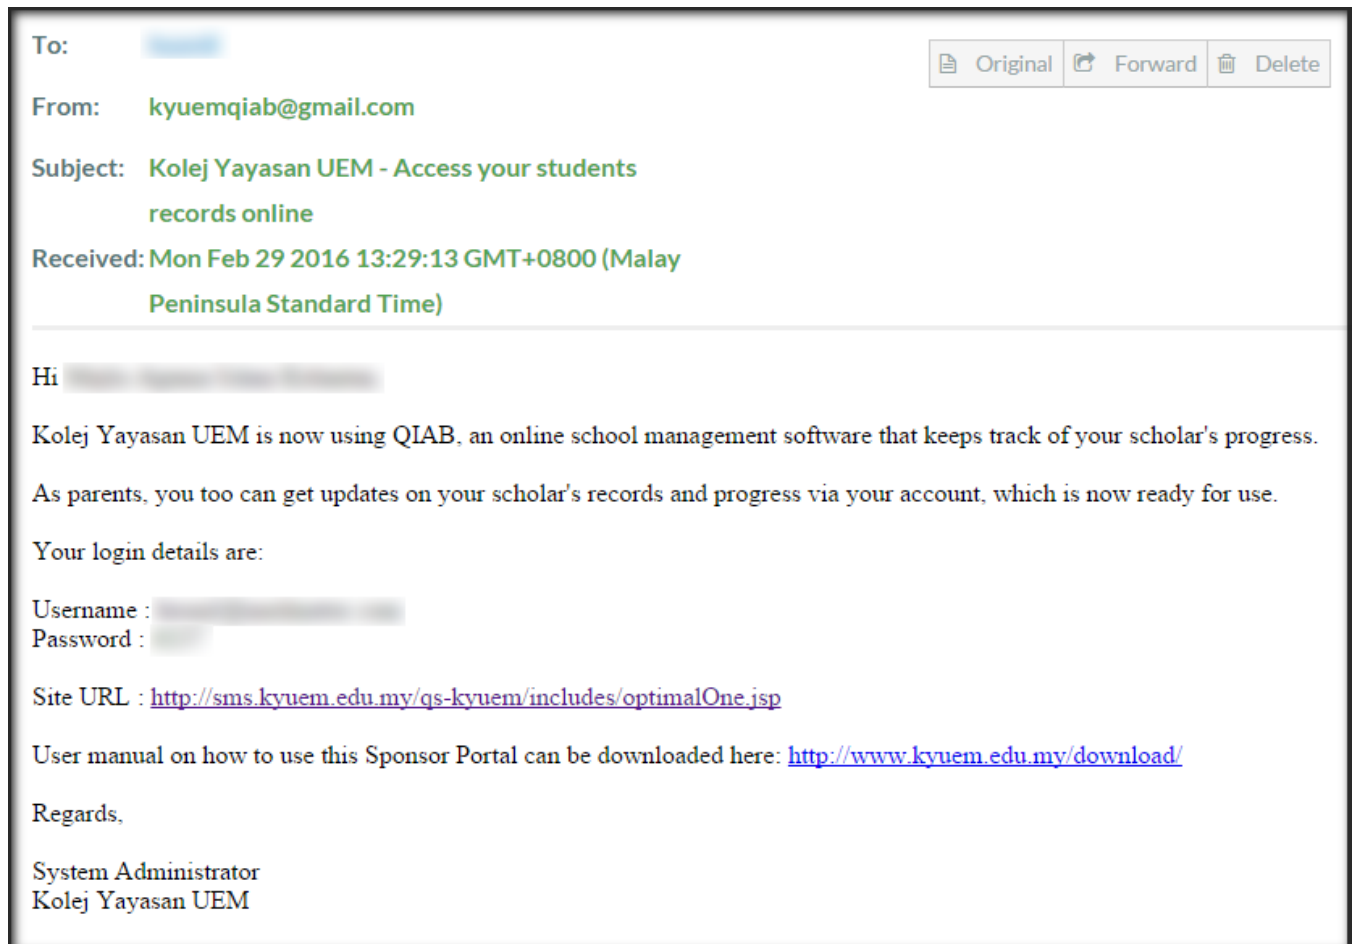 To:
Original Forward Delete
From: kyuemqiab@gmail.com
Subject: Kolej Yayasan UEM - Access your students
records online
Received: Mon Feb 29 2016 13:29:13 GMT+0800 (Malay
Peninsula Standard Time)
Hi
Kolej Yayasan UEM is now using QIAB, an online school management software that keeps track of your scholar's progress.
As parents, you too can get updates on your scholar's records and progress via your account, which is now ready for use.
Your login details are:
Username :
Password :
Site URL : http://sms.kyuem.edu.my/qs-kyuem/includes/optimalOne.jsp
User manual on how to use this Sponsor Portal can be downloaded here: http://www.kyuem.edu.my/download/
Regards,
System Administrator
Kolej Yayasan UEM